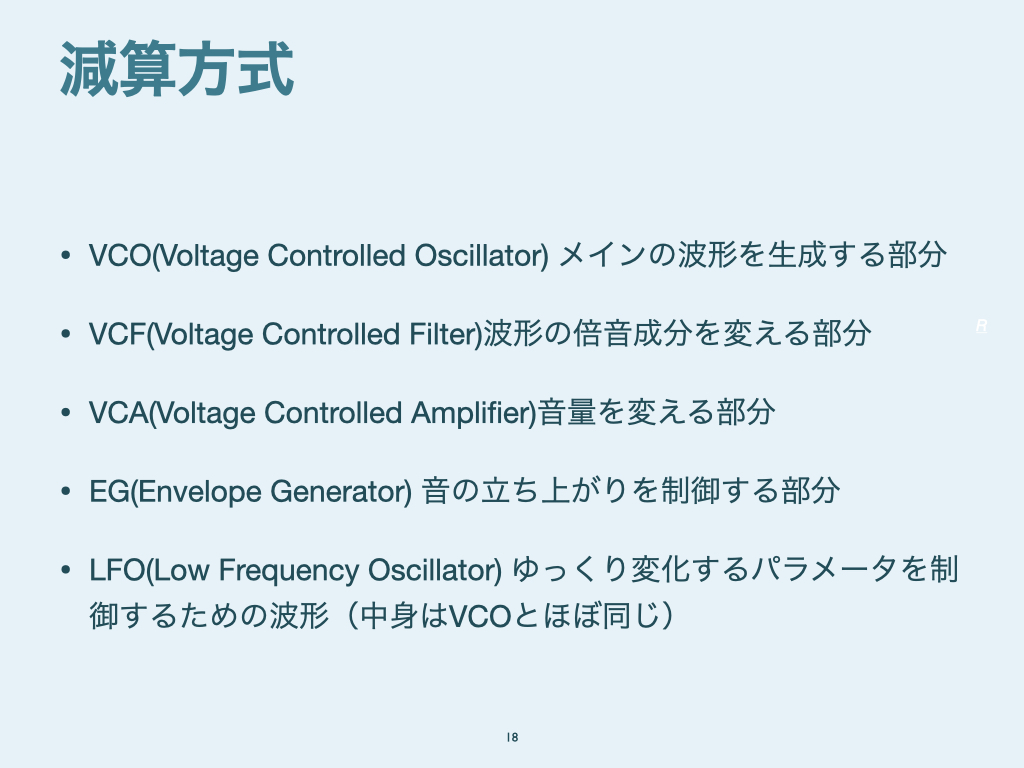 減算方式
• VCO(Voltage Controlled Oscillator) メインの波形を生成する部分
• VCF(Voltage Controlled Filter)波形の倍音成分を変える部分
R
• VCA(Voltage Controlled Amplifier)音量を変える部分
• EG(Envelope Generator) 音の立ち上がりを制御する部分
• LFO(Low Frequency Oscillator) ゆっくり変化するパラメータを制
御するための波形（中身はVCOとほぼ同じ）
18